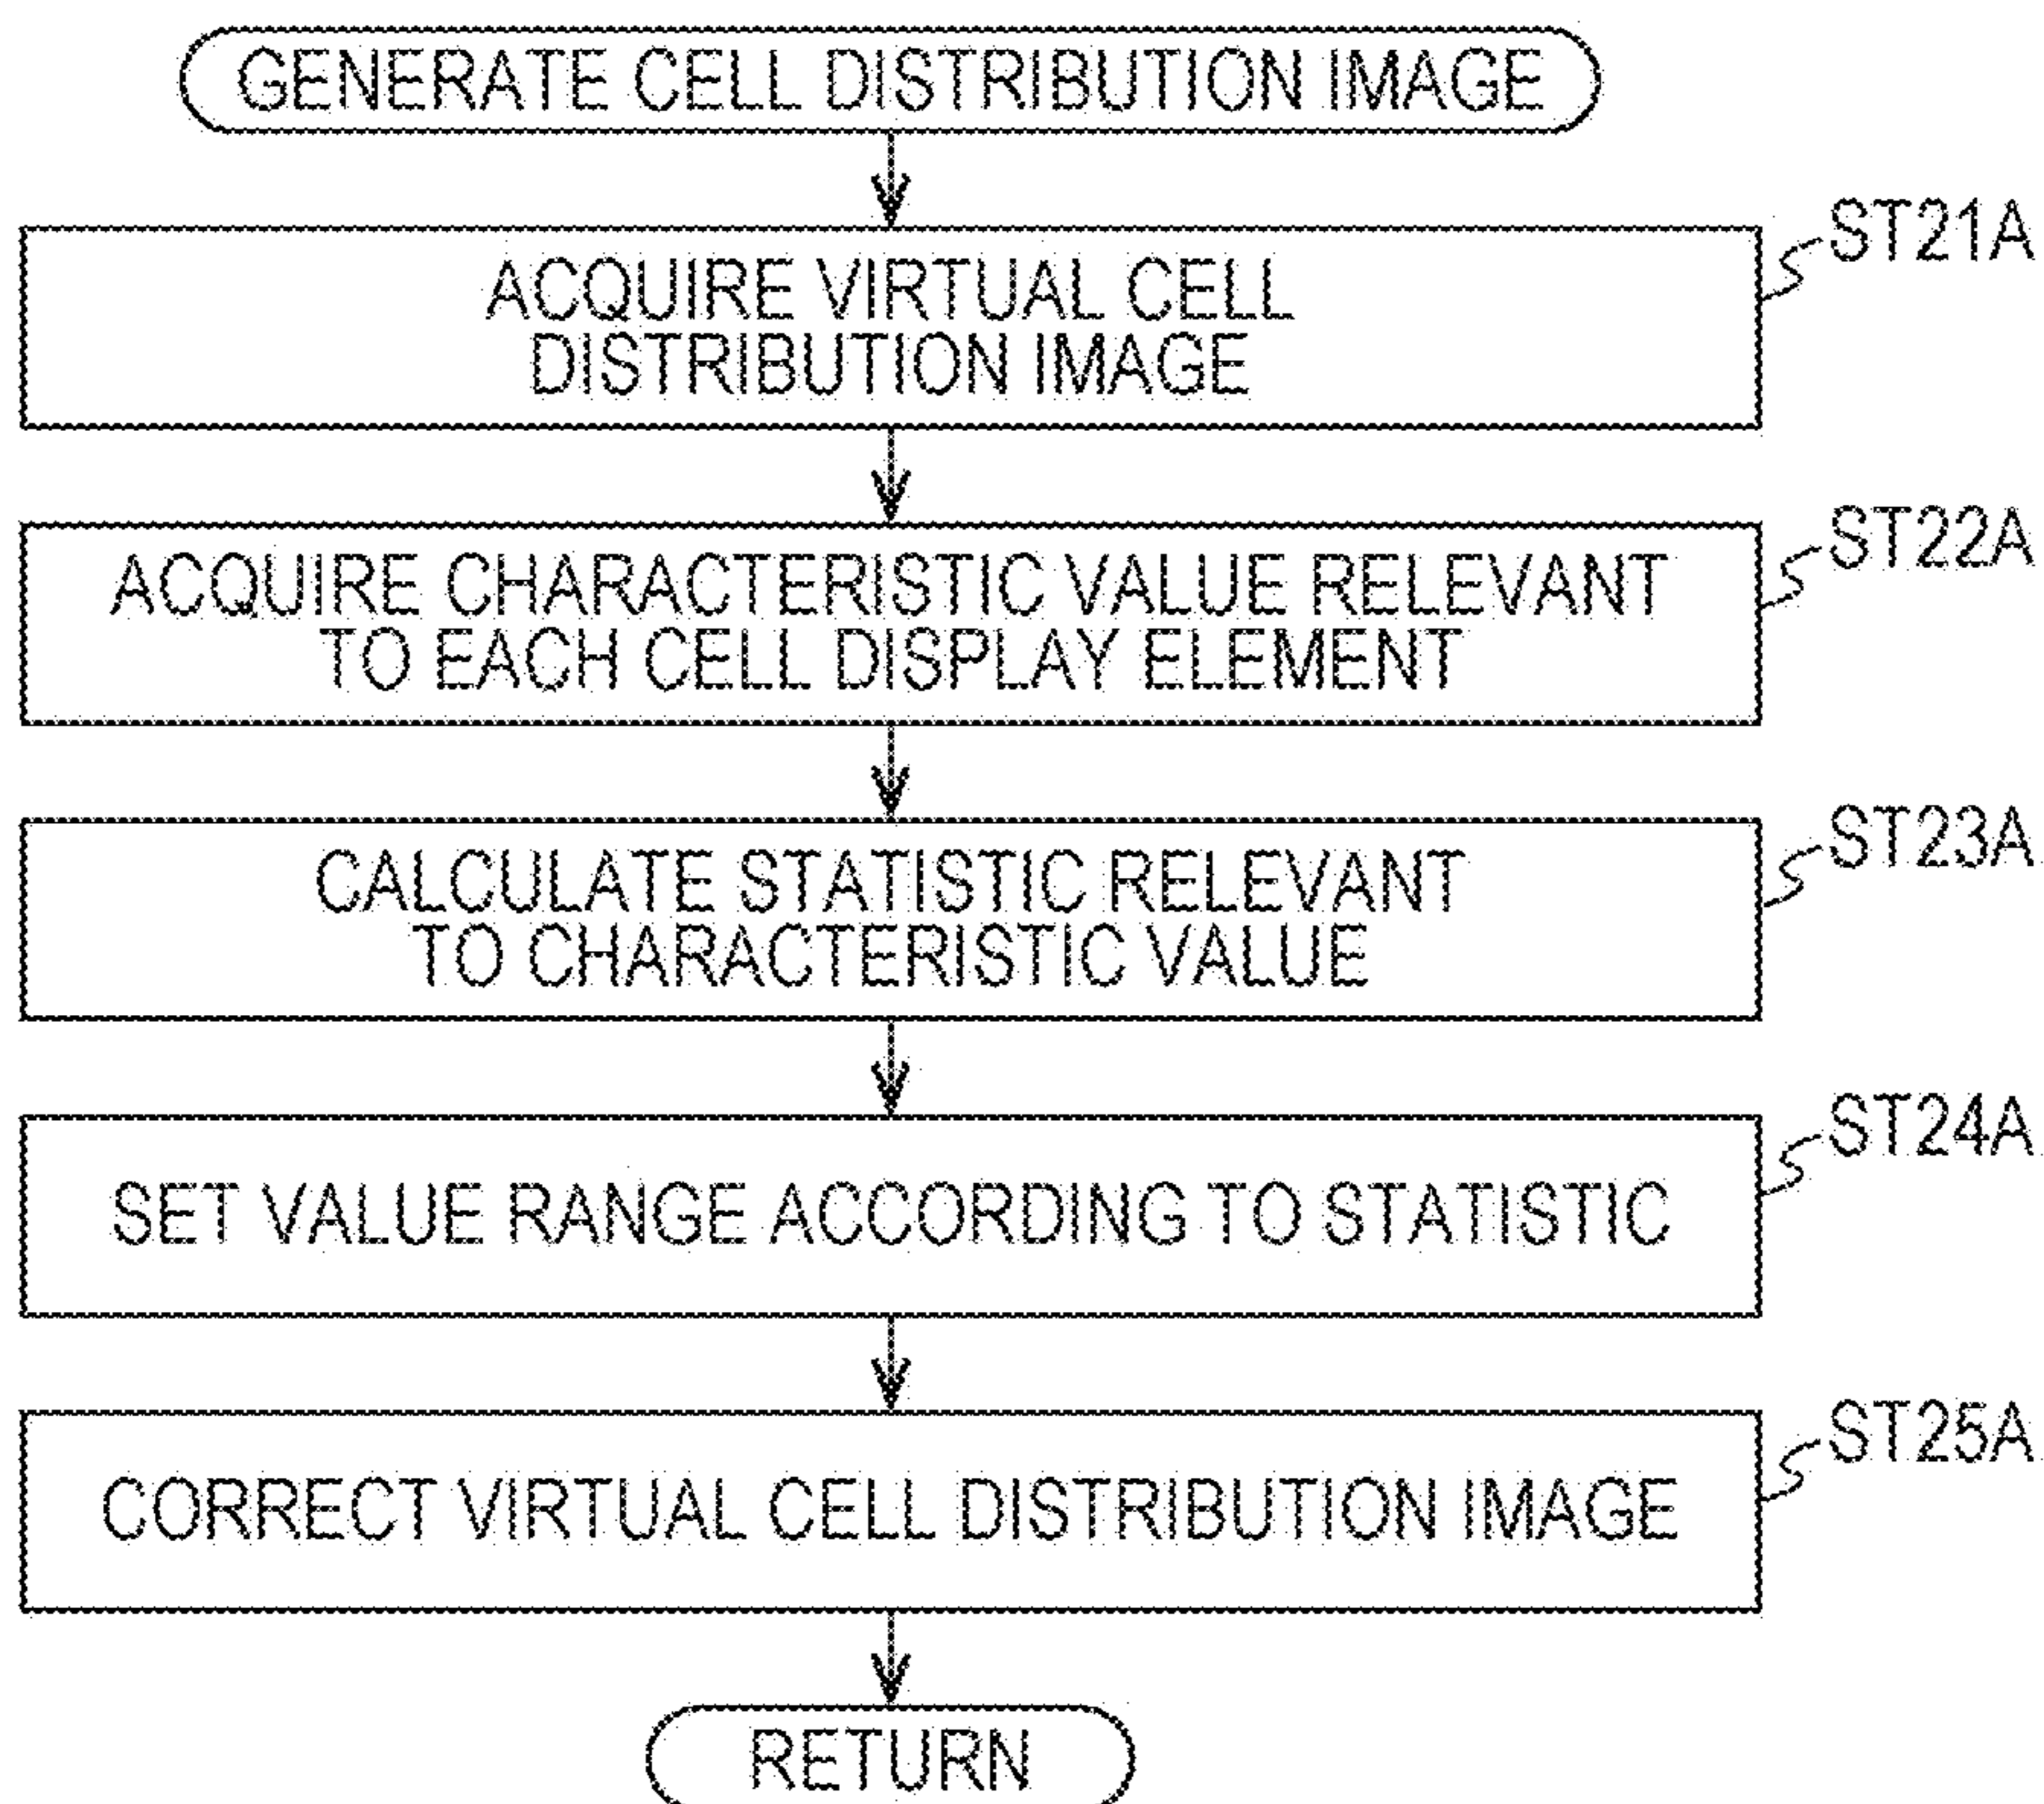 GENERATE CELL DISTRIBUTION IMAGE
ST21A
ACQUIRE VIRTUAL CELL
DISTRIBUTION IMAGE
ST22A
ACQUIRE CHARACTERISTIC VALUE RELEVANT
TO EACH CELL DISPLAY ELEMENT
ST23A
CALCULATE STATISTIC RELEVANT
TO CHARACTERISTIC VALUE
ST24A
SET VALUE RANGE ACCORDING TO STATISTIC
ST25A
CORRECT VIRTUAL CELL DISTRIBUTION IMAGE
RETURN